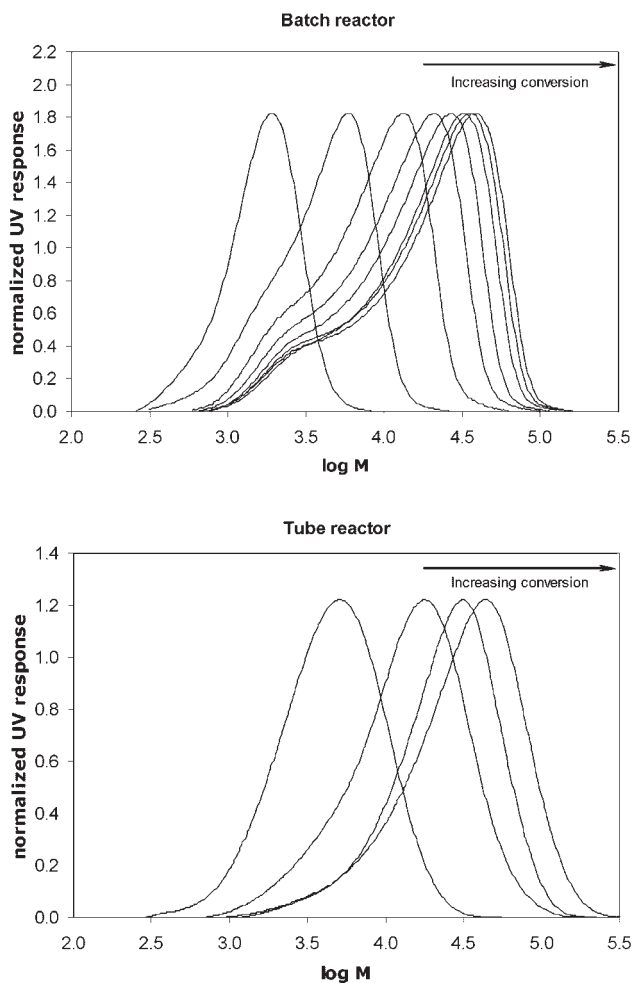 Batch reactor
2.2
2.0
1.8
1.6
1.4
1.2
1.0
0.8
0.6
0.4
0.2
0.0
normalized UV response
Increasing conversion
2.0 2.5 3.0 3.5 4.0 4.5 5.0 5.5
log M
Tube reactor
1.4
1.2
1.0
0.8
0.6
0.4
0.2
0.0
normalized UV response
Increasing conversion
2.0 2.5 3.0 3.5 4.0 4.5 5.0 5.5
log M